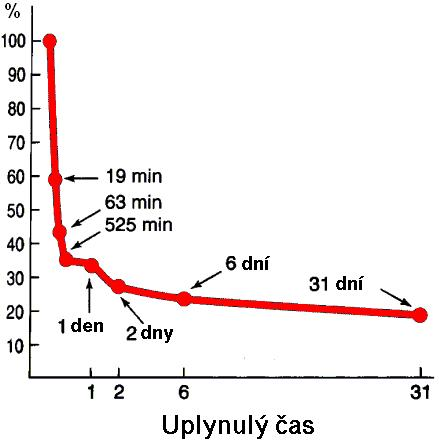 %
100
90
80
70
60
50
40
30
20
10
19 min
63 min
525 min
1 den
2 dny
6 dní
31 dní
1 2 6 31
Uplynulý čas